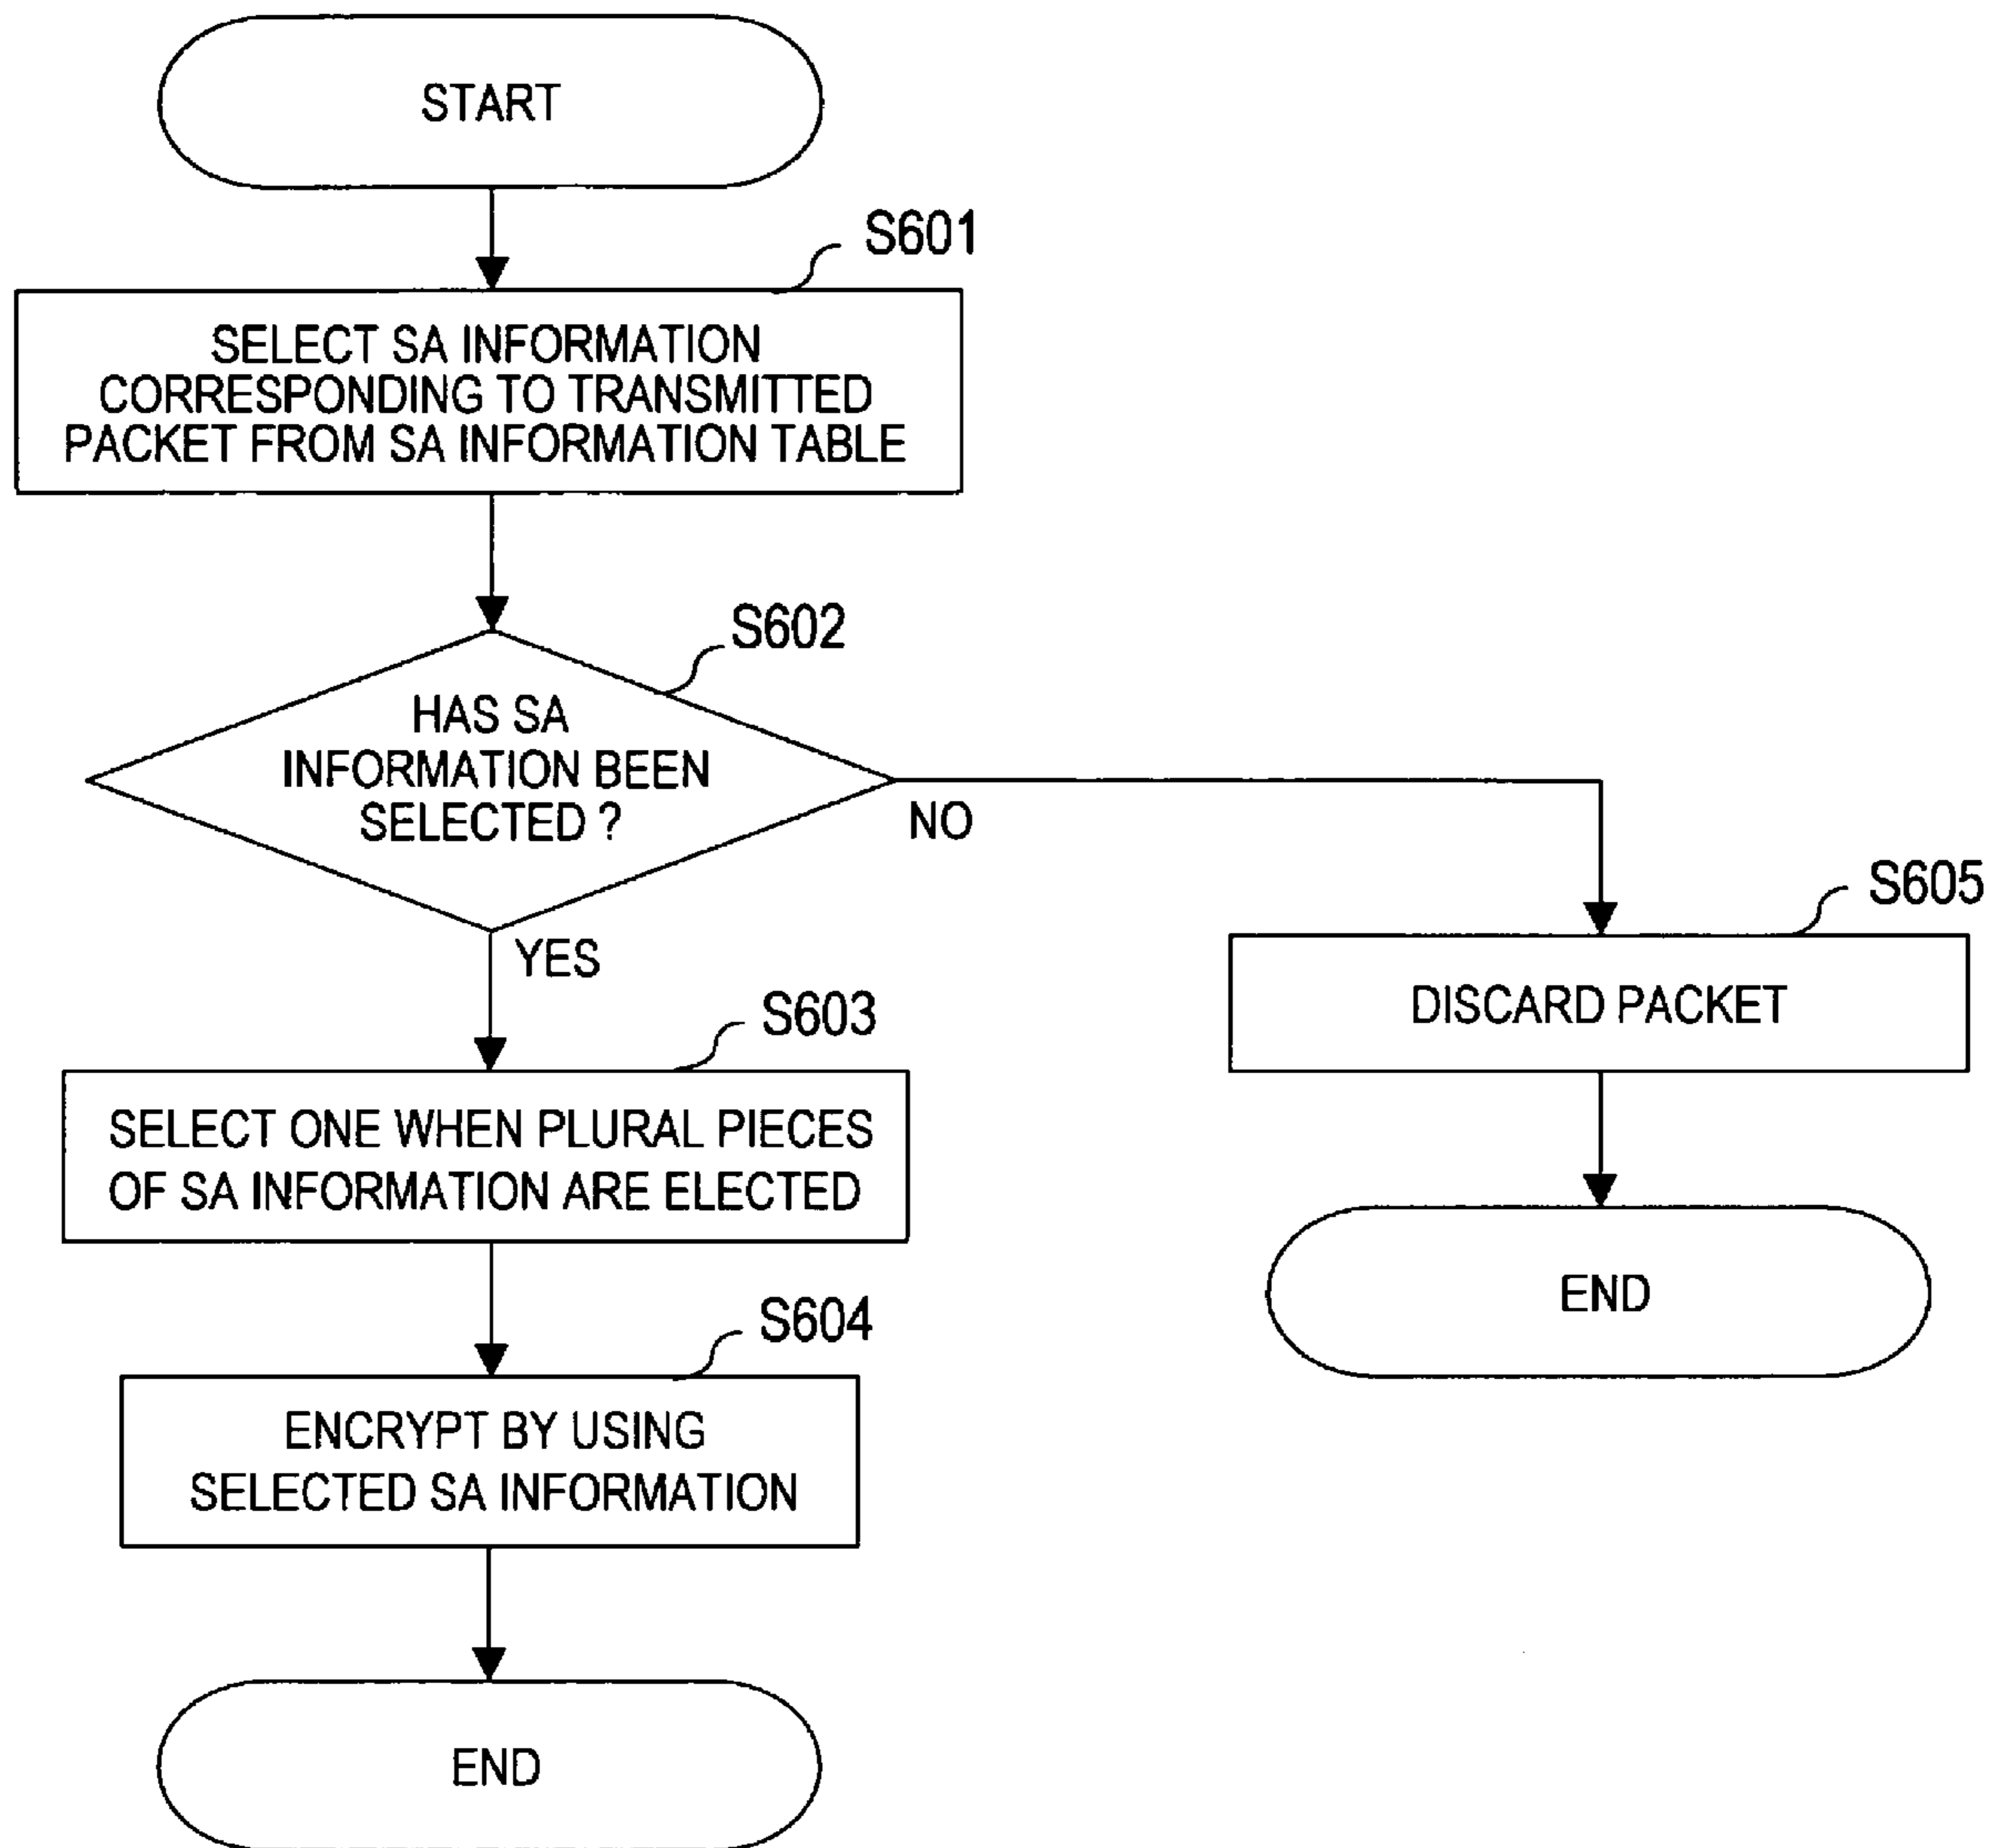 START
S601
SELECT SA INFORMATION
CORRESPONDING TO TRANSMITTED
PACKET FROM SA INFORMATION TABLE
S602
HAS SA
INFORMATION BEEN
SELECTED ?
NO
YES
S605
DISCARD PACKET
END
S603
SELECT ONE WHEN PLURAL PIECES
OF SA INFORMATION ARE ELECTED
S604
ENCRYPT BY USING
SELECTED SA INFORMATION
END